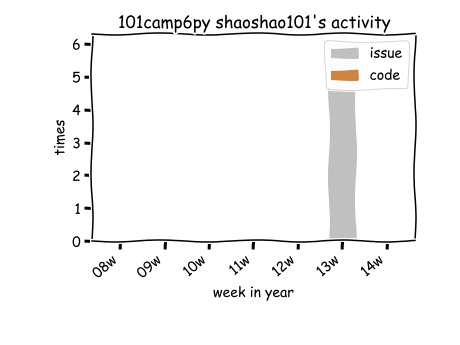 101camp6py shaoshao101's activity
issue
code
times
6
5
4
3
2
1
0
08w
09w
10w
11w
12w
13w
14w
week in year